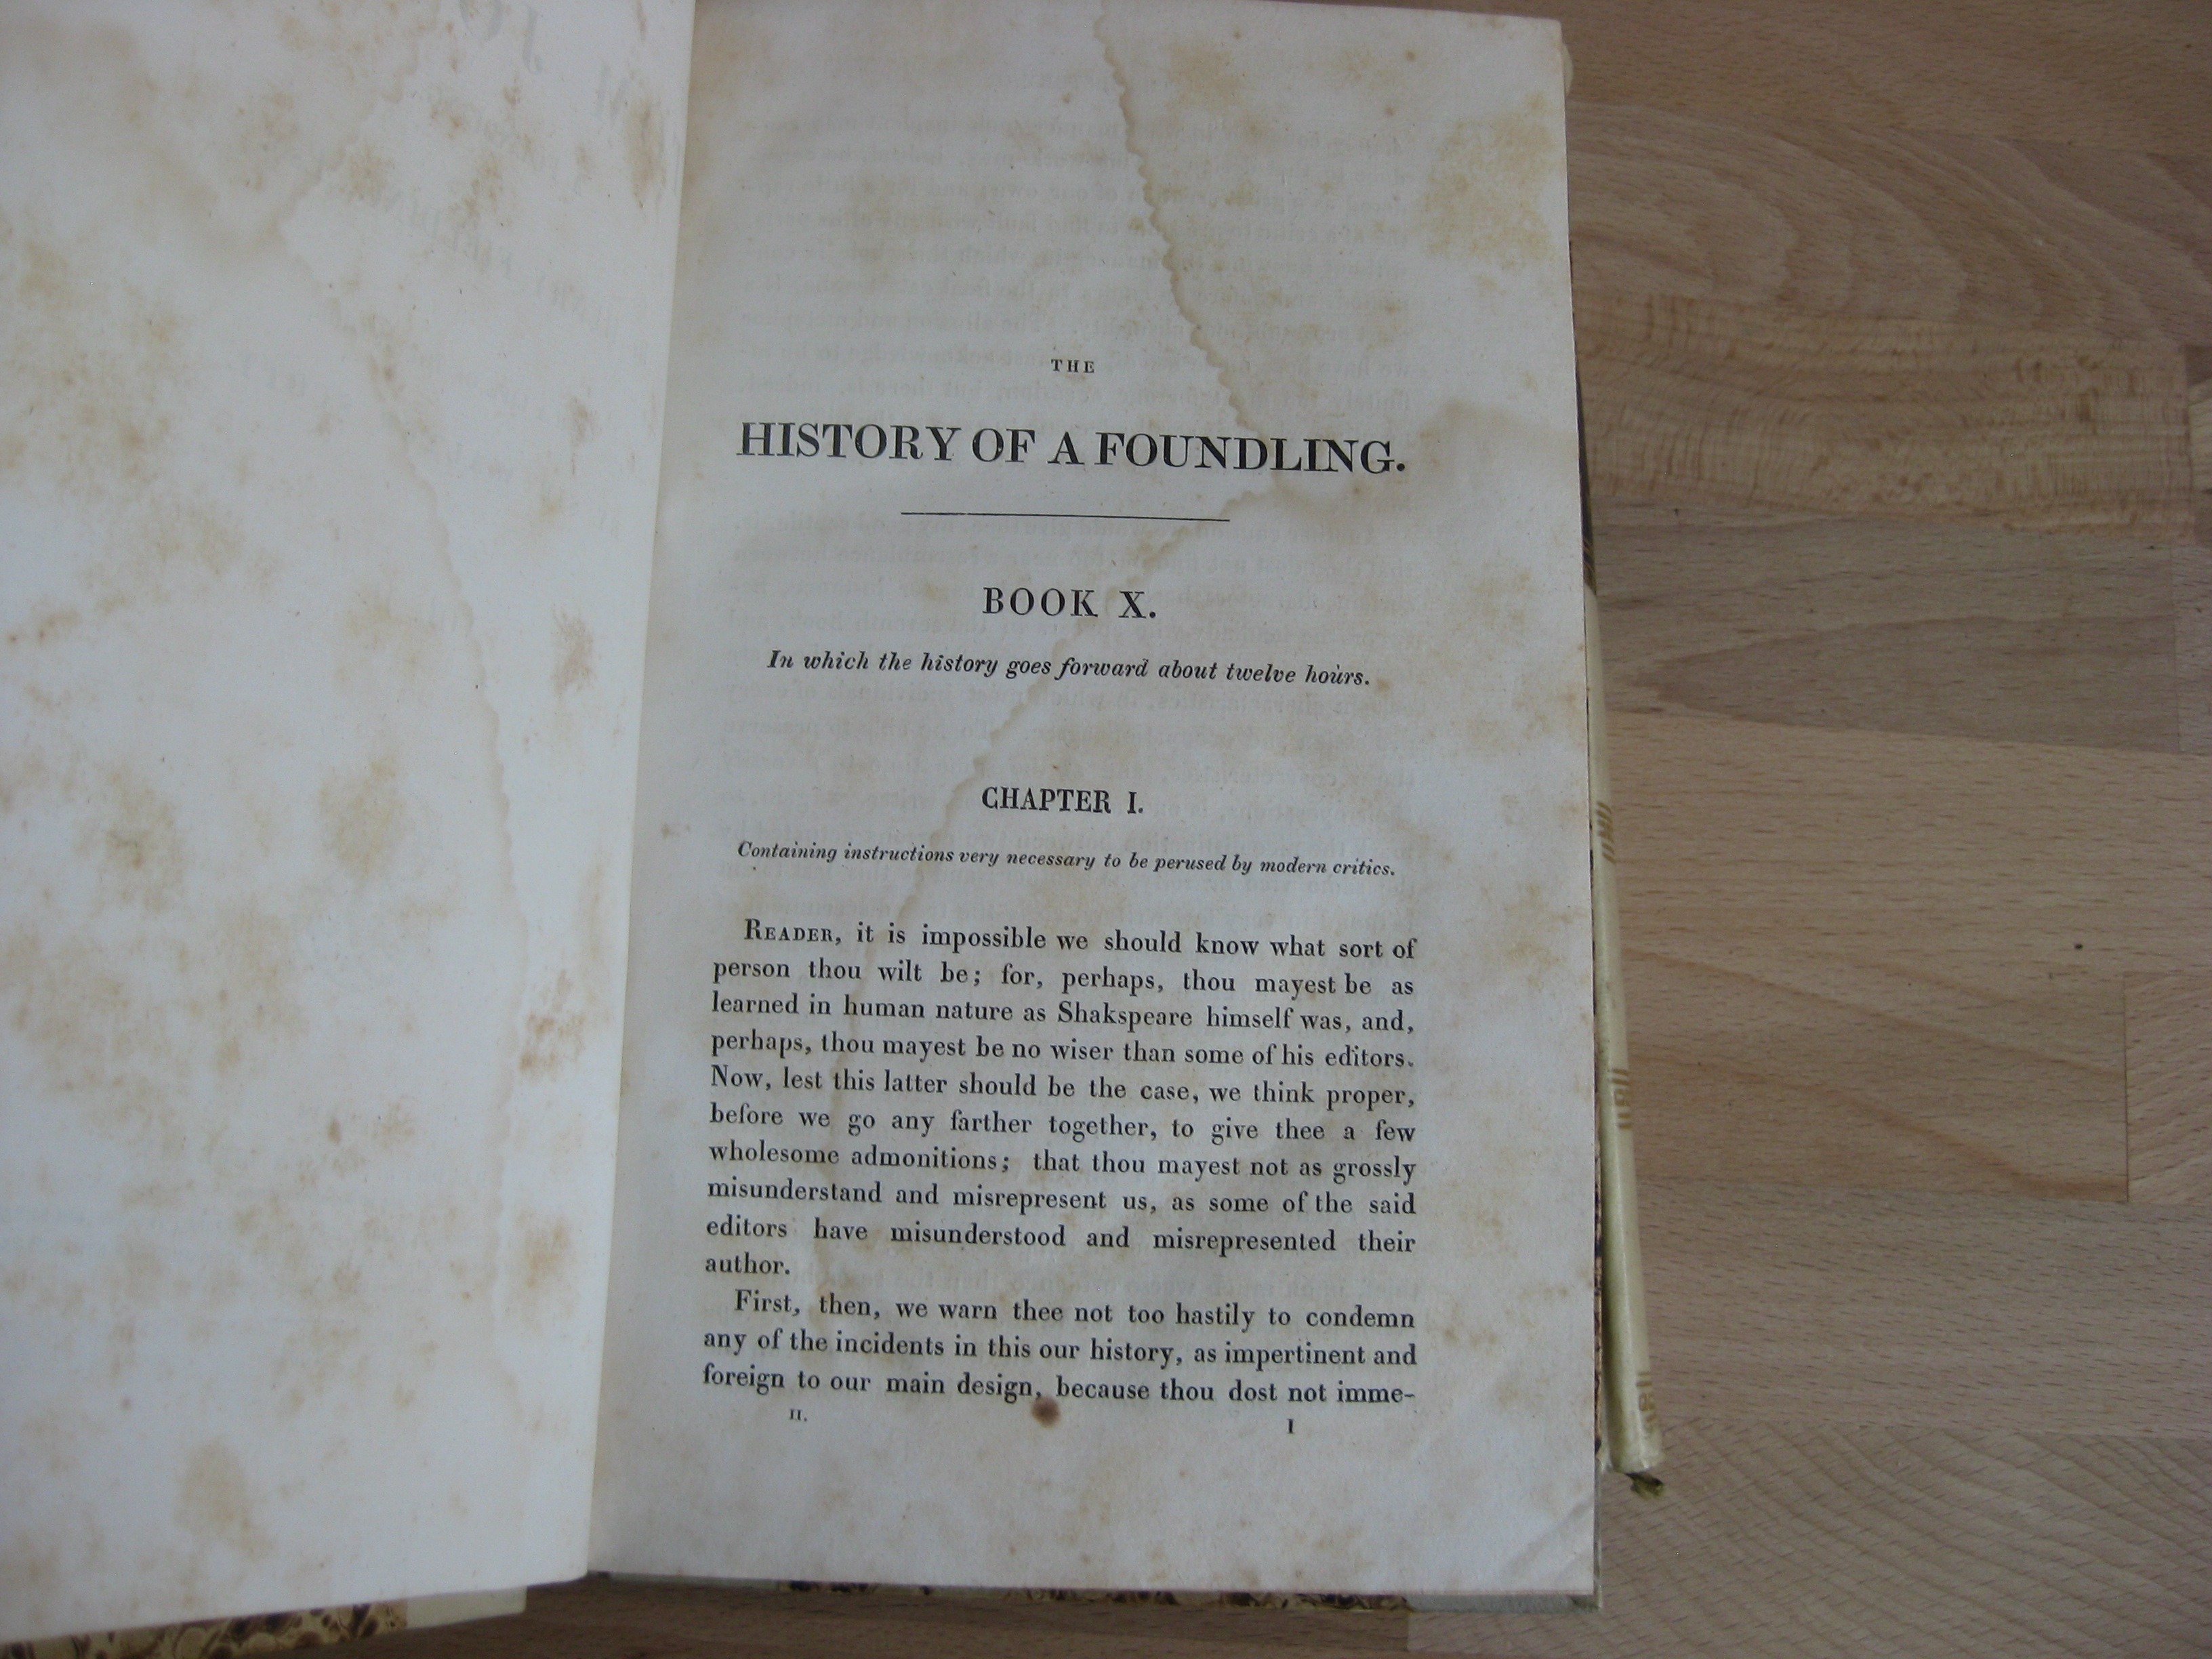 THE
HISTORY OF A FOUNDLING.
BOOK X.
In which the history goes forward about twelve hours.
CHAPTER I.
Containing instructions very necessary to be perused by modern critics.
READER, it is impossible we should know what sort of
person thou wilt be; for, perhaps, thou mayest be as
learned in human nature as Shakspeare himself was, and,
perhaps, thou mayest be no wiser than some of his editors.
Now, lest this latter should be the case, we think proper,
before we go any farther together, to give thee a few
wholesome admonitions; that thou mayest not as grossly
misunderstand and misrepresent us, as some of the said
editors have misunderstood and misrepresented their
author.
First, then, we warn thee not too hastily to condemn
any of the incidents in this our history, as impertinent and
foreign to our main design, because thou dost not imme-
II. 1